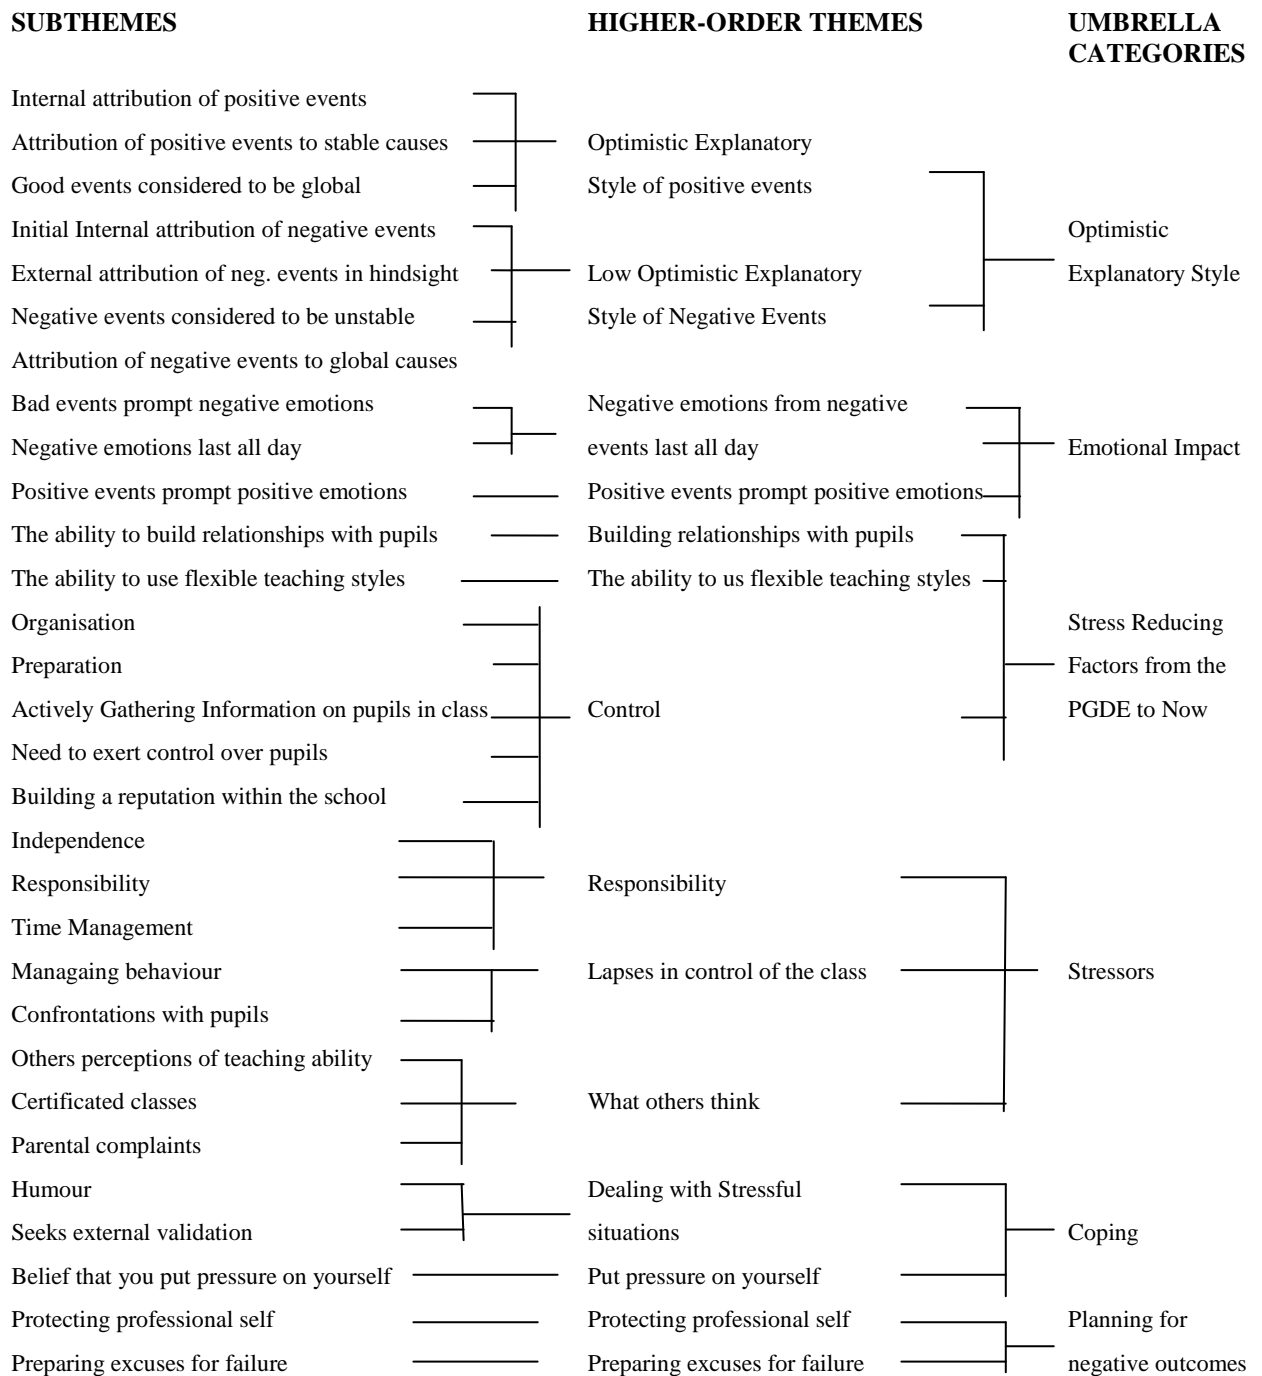 SUBTHEMES HIGHER-ORDER THEMES UMBRELLA
CATEGORIES
Internal attribution of positive events
Attribution of positive events to stable causes Optimistic Explanatory
Good events considered to be global Style of positive events
Initial Internal attribution of negative events Optimistic
External attribution of neg. events in hindsight Low Optimistic Explanatory Explanatory Style
Negative events considered to be unstable Style of Negative Events
Attribution of negative events to global causes
Bad events prompt negative emotions Negative emotions from negative
Negative emotions last all day events last all day Emotional Impact
Positive events prompt positive emotions Positive events prompt positive emotions
The ability to build relationships with pupils Building relationships with pupils
The ability to use flexible teaching styles The ability to us flexible teaching styles
Organisation Stress Reducing
Preparation Factors from the
Actively Gathering Information on pupils in class Control PGDE to Now
Need to exert control over pupils
Building a reputation within the school
Independence
Responsibility Responsibility
Time Management
Managaing behaviour Lapses in control of the class Stressors
Confrontations with pupils
Others perceptions of teaching ability
Certificated classes What others think
Parental complaints
Humour Dealing with Stressful
Seeks external validation situations Coping
Belief that you put pressure on yourself Put pressure on yourself
Protecting professional self Protecting professional self Planning for
Preparing excuses for failure Preparing excuses for failure negative outcomes